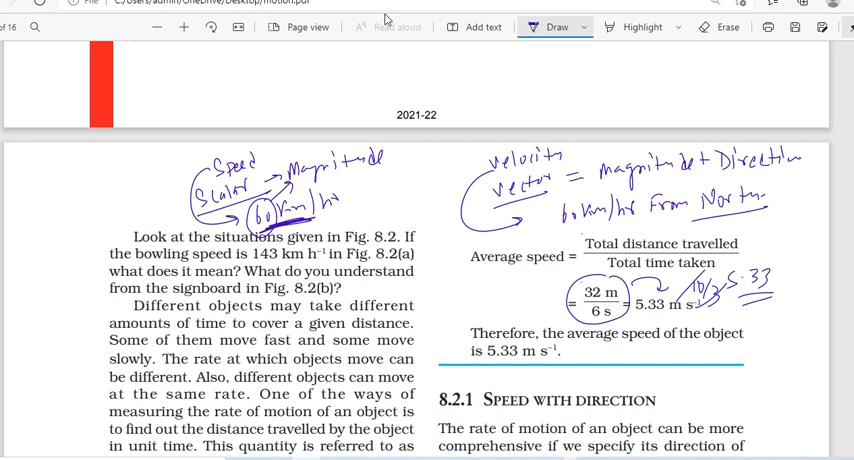 File C:/Users/admin/OneDrive/Desktop/motion.pdf
of 16 Page view Read aloud Add text Draw Highlight Erase
2021-22
Speed
Scalar → Magnitude
60 km/hr
Look at the situations given in Fig. 8.2. If
the bowling speed is 143 km h⁻¹ in Fig. 8.2(a)
what does it mean? What do you understand
from the signboard in Fig. 8.2(b)?
Different objects may take different
amounts of time to cover a given distance.
Some of them move fast and some move
slowly. The rate at which objects move can
be different. Also, different objects can move
at the same rate. One of the ways of
measuring the rate of motion of an object is
to find out the distance travelled by the object
in unit time. This quantity is referred to as
velocity
vector = magnitude + Direction
60 km/hr From North
Average speed = Total distance travelled
Total time taken
= 32 m
6 s
= 5.33 m s⁻¹
10/3
5.33
Therefore, the average speed of the object
is 5.33 m s⁻¹.
8.2.1 SPEED WITH DIRECTION
The rate of motion of an object can be more
comprehensive if we specify its direction of